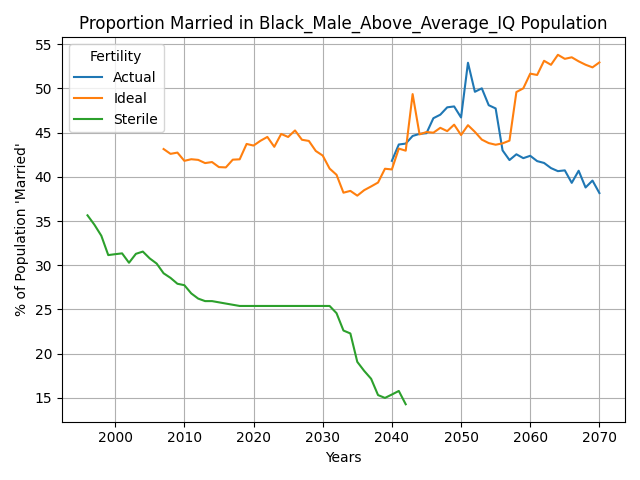 Proportion Married in Black_Male_Above_Average_IQ Population
Fertility
Actual
Ideal
Sterile
% of Population 'Married'
55
50
45
40
35
30
25
20
15
2000
2010
2020
2030
2040
2050
2060
2070
Years